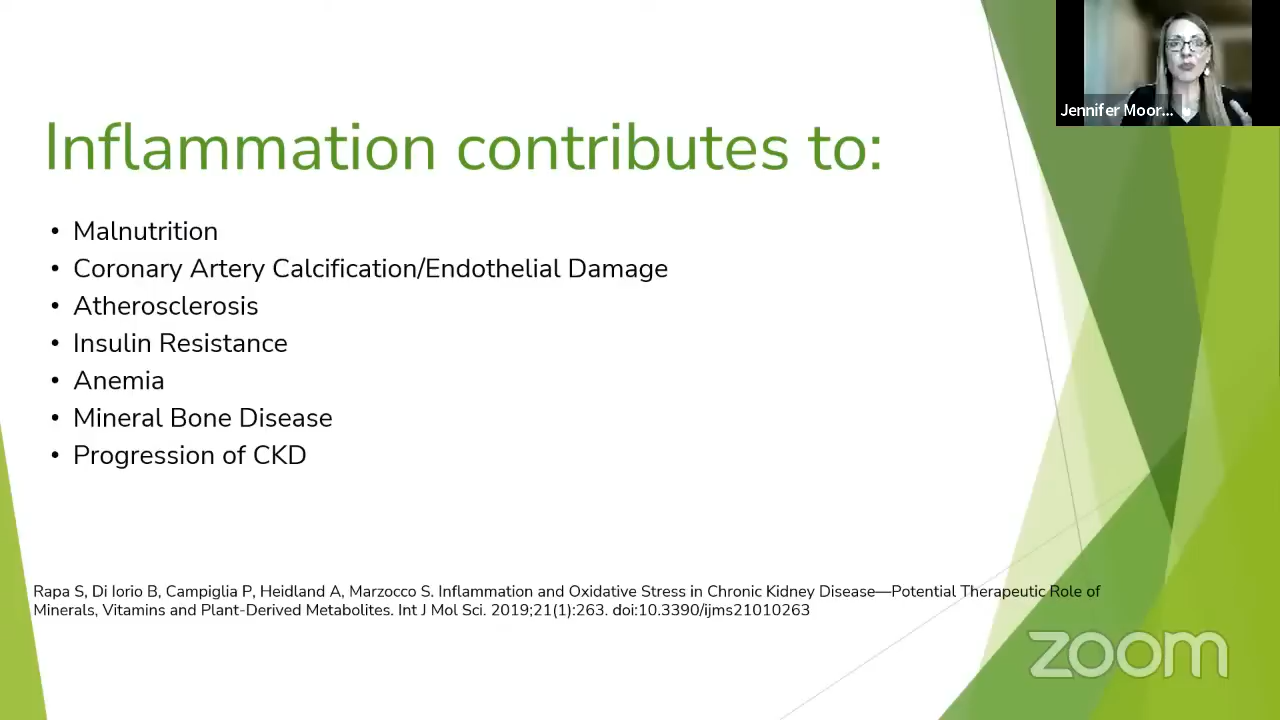 Jennifer Moor...
Inflammation contributes to:
• Malnutrition
• Coronary Artery Calcification/Endothelial Damage
• Atherosclerosis
• Insulin Resistance
• Anemia
• Mineral Bone Disease
• Progression of CKD
Rapa S, Di Iorio B, Campiglia P, Heidland A, Marzocco S. Inflammation and Oxidative Stress in Chronic Kidney Disease—Potential Therapeutic Role of
Minerals, Vitamins and Plant-Derived Metabolites. Int J Mol Sci. 2019;21(1):263. doi:10.3390/ijms21010263
zoom